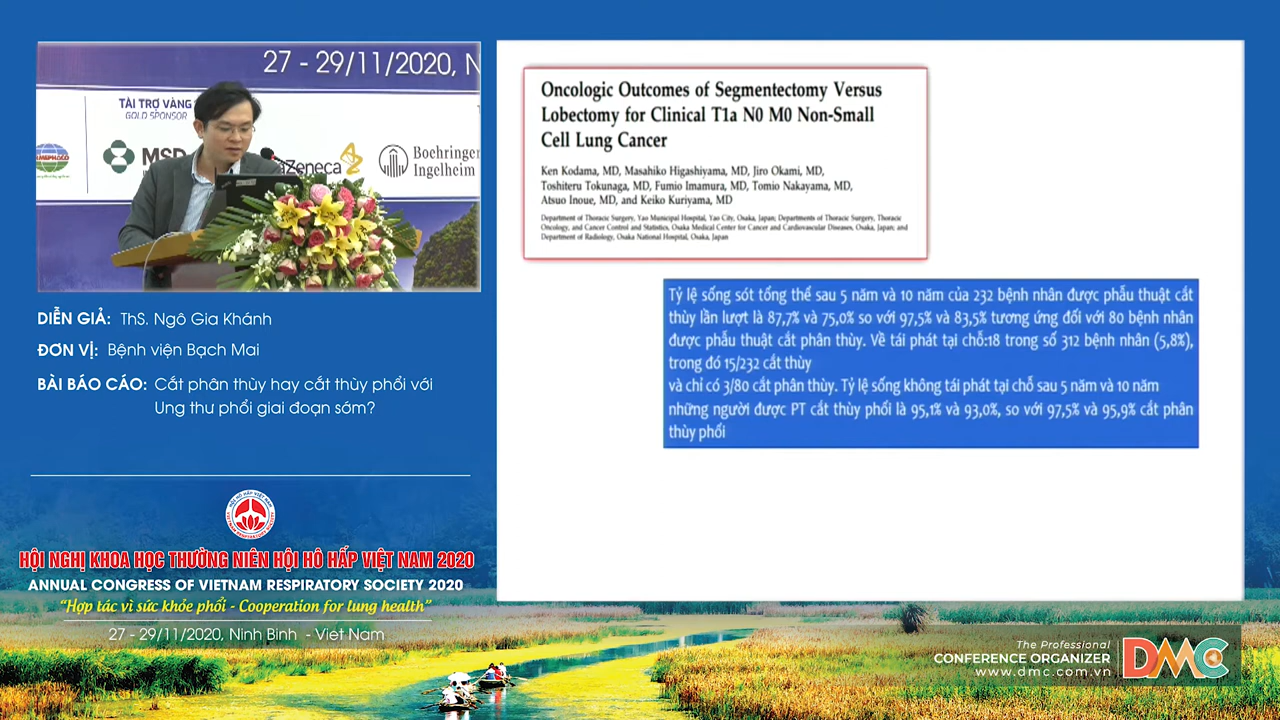 27 - 29/11/2020, N
TÀI TRỢ VÀNG
GOLD SPONSOR
MSD
aZeneca
Boehringe
Ingelheim
DIỄN GIẢ: ThS. Ngô Gia Khánh
ĐƠN VỊ: Bệnh viện Bạch Mai
BÀI BÁO CÁO: Cắt phân thùy hay cắt thùy phổi với
Ung thư phổi giai đoạn sớm?
HỘI HÔ HẤP VIỆT NAM
VIETNAM RESPIRATORY SOCIETY
HỘI NGHỊ KHOA HỌC THƯỜNG NIÊN HỘI HÔ HẤP VIỆT NAM 2020
ANNUAL CONGRESS OF VIETNAM RESPIRATORY SOCIETY 2020
“Hợp tác vì sức khỏe phổi - Cooperation for lung health”
27 - 29/11/2020, Ninh Binh - Viet Nam
Oncologic Outcomes of Segmentectomy Versus
Lobectomy for Clinical T1a N0 M0 Non-Small
Cell Lung Cancer
Ken Kodama, MD, Masahiko Higashiyama, MD, Jiro Okami, MD,
Toshiteru Tokunaga, MD, Fumio Imamura, MD, Tomio Nakayama, MD,
Atsuo Inoue, MD, and Keiko Kuriyama, MD
Department of Thoracic Surgery, Yao Municipal Hospital, Yao City, Osaka, Japan; Departments of Thoracic Surgery, Thoracic
Oncology, and Cancer Control and Statistics, Osaka Medical Center for Cancer and Cardiovascular Diseases, Osaka, Japan; and
Department of Radiology, Osaka National Hospital, Osaka, Japan
Tỷ lệ sống sót tổng thể sau 5 năm và 10 năm của 232 bệnh nhân được phẫu thuật cắt
thùy lần lượt là 87,7% và 75,0% so với 97,5% và 83,5% tương ứng đối với 80 bệnh nhân
được phẫu thuật cắt phân thùy. Về tái phát tại chỗ:18 trong số 312 bệnh nhân (5,8%),
trong đó 15/232 cắt thùy
và chỉ có 3/80 cắt phân thùy. Tỷ lệ sống không tái phát tại chỗ sau 5 năm và 10 năm
những người được PT cắt thùy phổi là 95,1% và 93,0%, so với 97,5% và 95,9% cắt phân
thùy phổi
The Professional
CONFERENCE ORGANIZER
www.dmc.com.vn
DMC